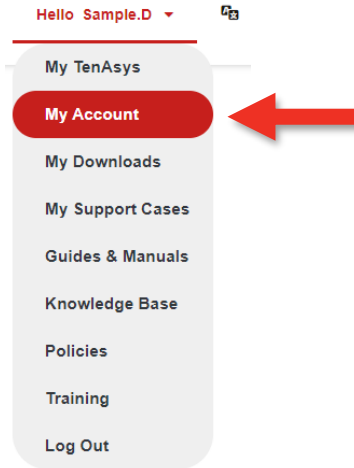 Hello Sample.D
My TenAsys
My Account
My Downloads
My Support Cases
Guides & Manuals
Knowledge Base
Policies
Training
Log Out